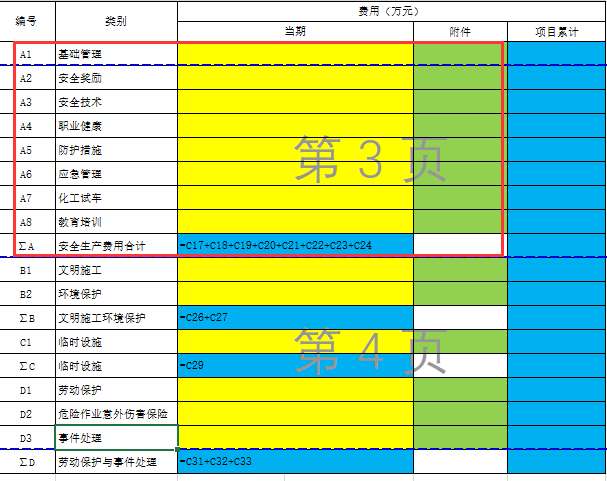 编号 类别 费用（万元）
当期 附件 项目累计
A1 基础管理
A2 安全奖励
A3 安全技术
A4 职业健康
A5 防护措施
A6 应急管理
A7 化工试车
A8 教育培训
第 3 页
ΣA 安全生产费用合计 =C17+C18+C19+C20+C21+C22+C23+C24
B1 文明施工
B2 环境保护
ΣB 文明施工环境保护 =C26+C27
C1 临时设施
第 4 页
ΣC 临时设施 =C29
D1 劳动保护
D2 危险作业意外伤害保险
D3 事件处理
ΣD 劳动保护与事件处理 =C31+C32+C33